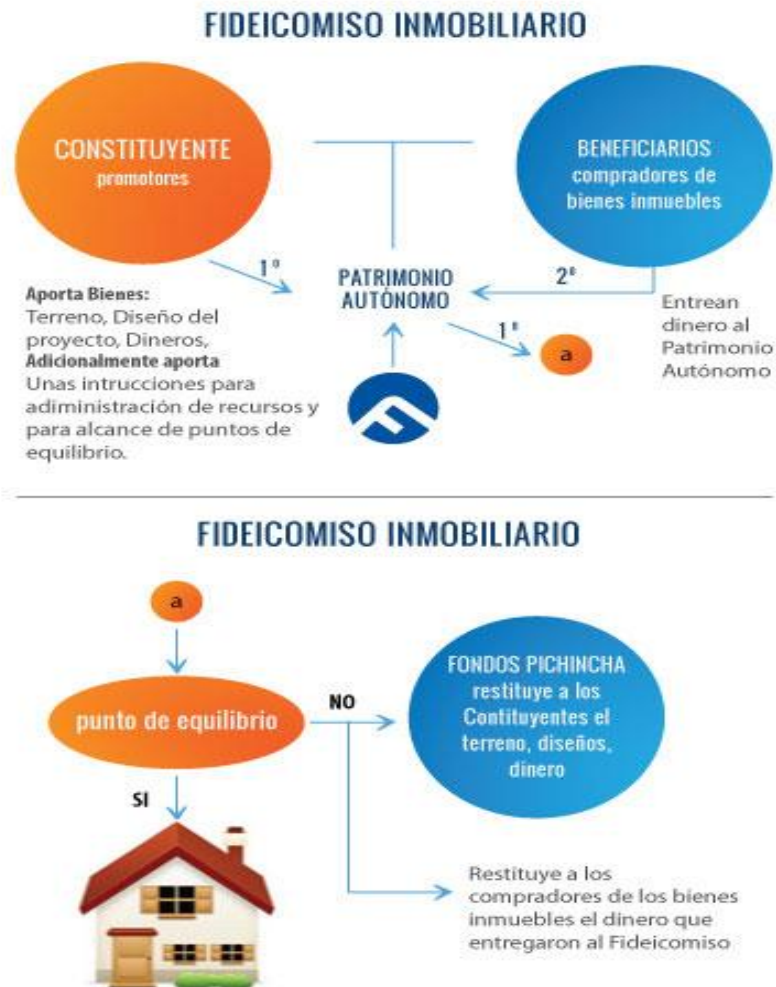 FIDEICOMISO INMOBILIARIO
CONSTITUYENTE
promotores
BENEFICIARIOS
compradores de
bienes inmuebles
1º
2º
PATRIMONIO
AUTÓNOMO
1º
a
Aporta Bienes:
Terreno, Diseño del
proyecto, Dineros,
Adicionalmente aporta
Unas intrucciones para
adiministración de recursos y
para alcance de puntos de
equilibrio.
Entrean
dinero al
Patrimonio
Autónomo
FIDEICOMISO INMOBILIARIO
a
punto de equilibrio
NO
SI
FONDOS PICHINCHA
restituye a los
Contituyentes el
terreno, diseños,
dinero
Restituye a los
compradores de los bienes
inmuebles el dinero que
entregaron al Fideicomiso